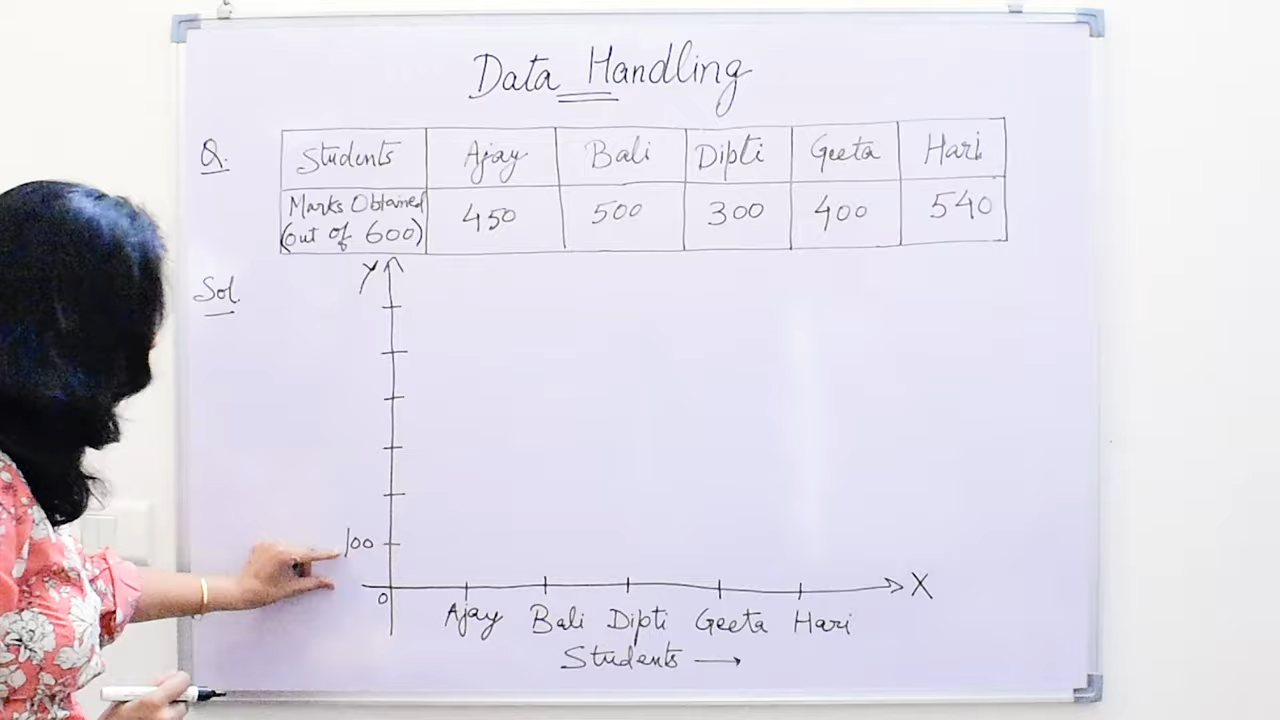 Data Handling
Q. Students Ajay Bali Dipti Geeta Hari
Marks Obtained (out of 600) 450 500 300 400 540
Sol.
Y
100
0
X
Ajay Bali Dipti Geeta Hari
Students →